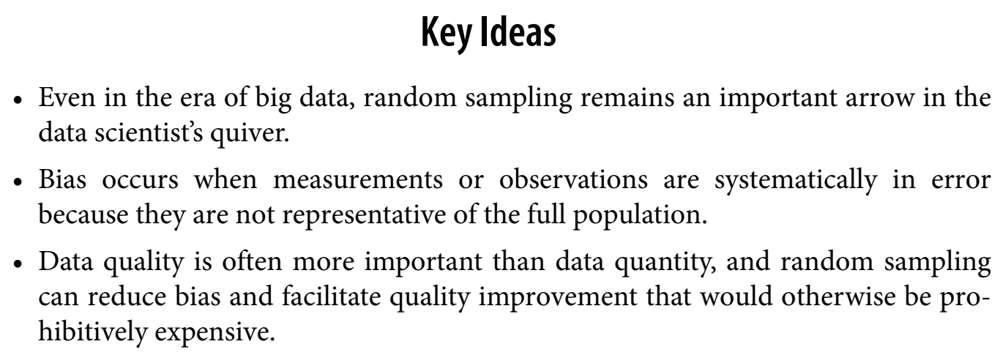 Key Ideas
• Even in the era of big data, random sampling remains an important arrow in the
data scientist’s quiver.
• Bias occurs when measurements or observations are systematically in error
because they are not representative of the full population.
• Data quality is often more important than data quantity, and random sampling
can reduce bias and facilitate quality improvement that would otherwise be pro-
hibitively expensive.